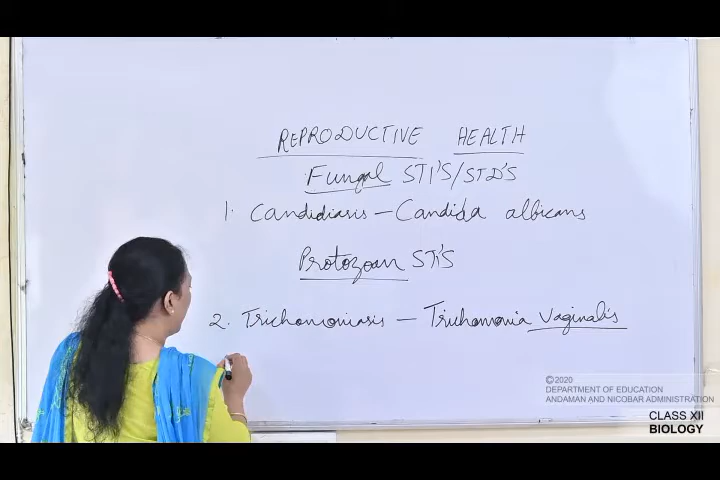 REPRODUCTIVE HEALTH
Fungal STI'S/STD'S
1. Candidiasis – Candida albicans
Protozoan STI'S
2. Trichomoniasis – Trichomonia Vaginalis
©2020
DEPARTMENT OF EDUCATION
ANDAMAN AND NICOBAR ADMINISTRATION
CLASS XII
BIOLOGY